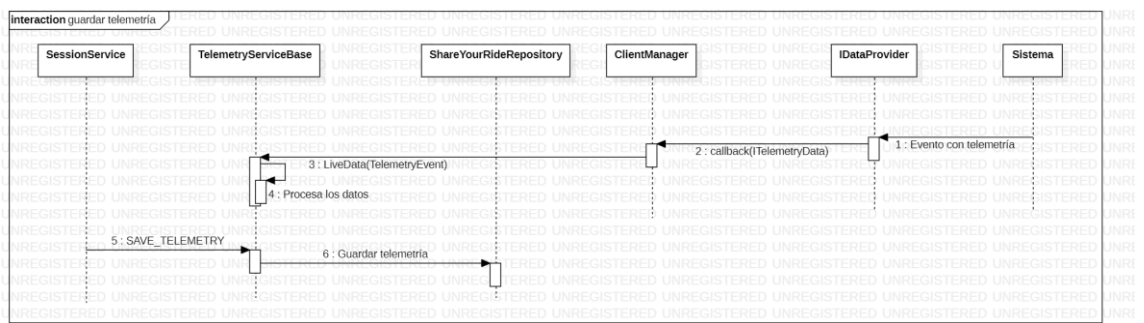 interaction guardar telemetría
SessionService
TelemetryServiceBase
ShareYourRideRepository
ClientManager
IDataProvider
Sistema
1 : Evento con telemetría
2 : callback(ITelemetryData)
3 : LiveData(TelemetryEvent)
4 : Procesa los datos
5 : SAVE_TELEMETRY
6 : Guardar telemetría
UNREGISTERED